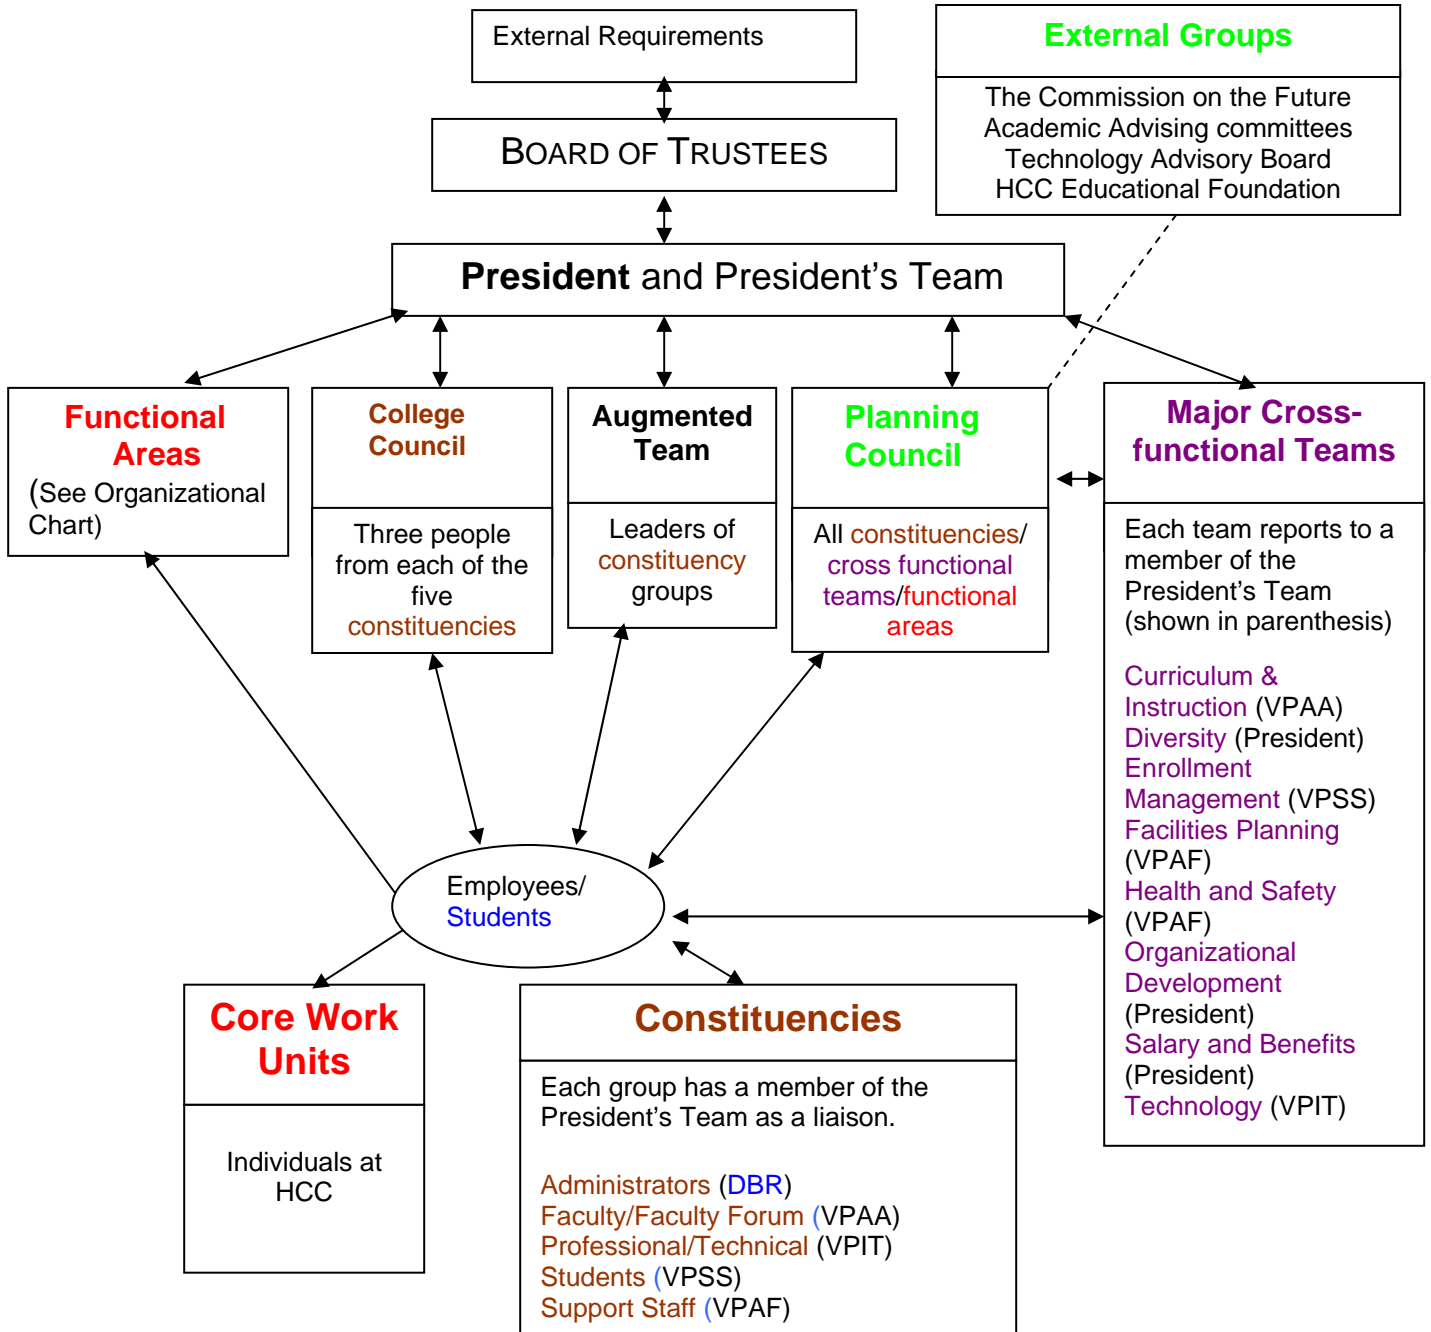 External Requirements
External Groups
The Commission on the Future
Academic Advising committees
Technology Advisory Board
HCC Educational Foundation
BOARD OF TRUSTEES
President and President's Team
Functional
Areas
(See Organizational
Chart)
College
Council
Three people
from each of the
five
constituencies
Augmented
Team
Leaders of
constituency
groups
Planning
Council
All constituencies/
cross functional
teams/functional
areas
Major Cross-
functional Teams
Each team reports to a
member of the
President's Team
(shown in parenthesis)
Curriculum &
Instruction (VPAA)
Diversity (President)
Enrollment
Management (VPSS)
Facilities Planning
(VPAF)
Health and Safety
(VPAF)
Organizational
Development
(President)
Salary and Benefits
(President)
Technology (VPIT)
Employees/
Students
Core Work
Units
Individuals at
HCC
Constituencies
Each group has a member of the
President's Team as a liaison.
Administrators (DBR)
Faculty/Faculty Forum (VPAA)
Professional/Technical (VPIT)
Students (VPSS)
Support Staff (VPAF)